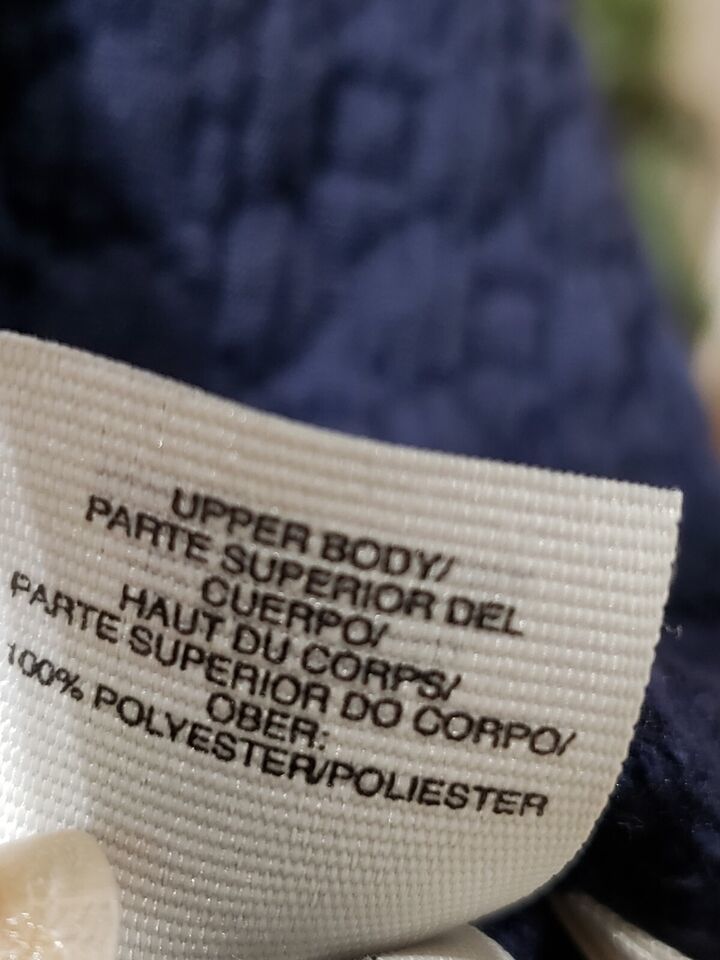 UPPER BODY/
PARTE SUPERIOR DEL
CUERPO/
HAUT DU CORPS/
PARTE SUPERIOR DO CORPO/
OBER:
100% POLYESTER/POLIESTER